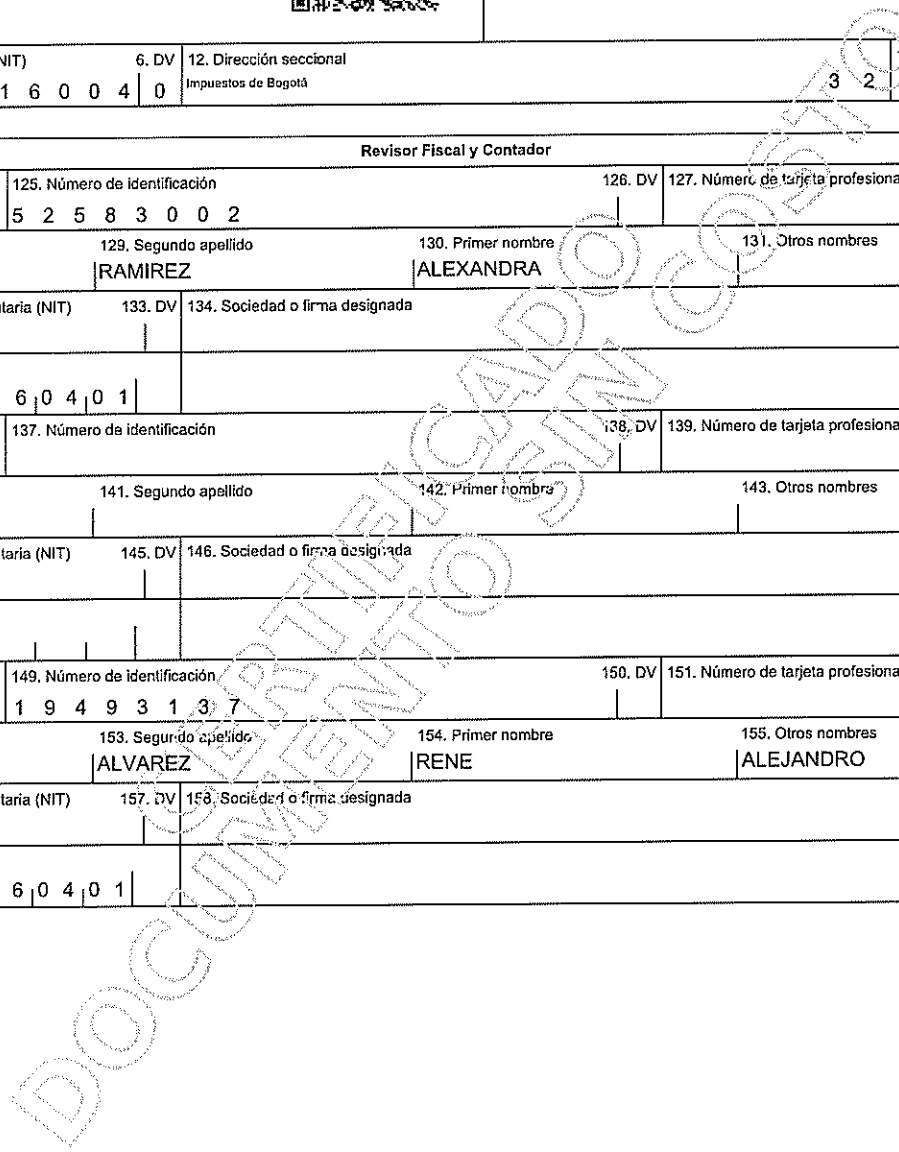 NIT) 6. DV 12. Dirección seccional
1 6 0 0 4 0 Impuestos de Bogotá 3 2
Revisor Fiscal y Contador
125. Número de identificación 126. DV 127. Número de tarjeta profesiona
5 2 5 8 3 0 0 2
129. Segundo apellido 130. Primer nombre 131. Otros nombres
RAMIREZ ALEXANDRA
taria (NIT) 133. DV 134. Sociedad o firma designada
6 0 4 0 1
137. Número de identificación 138. DV 139. Número de tarjeta profesiona
141. Segundo apellido 142. Primer nombre 143. Otros nombres
taria (NIT) 145. DV 146. Sociedad o firma designada
149. Número de identificación 150. DV 151. Número de tarjeta profesiona
1 9 4 9 3 1 3 7
153. Segundo apellido 154. Primer nombre 155. Otros nombres
ALVAREZ RENE ALEJANDRO
taria (NIT) 157. DV 158. Sociedad o firma designada
6 0 4 0 1
CERTIFICADO
DOCUMENTO SIN COSTO